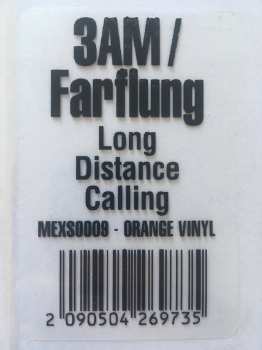 3AM/
Farflung
Long
Distance
Calling
MEXS0009 - ORANGE VINYL
2 090504 269735